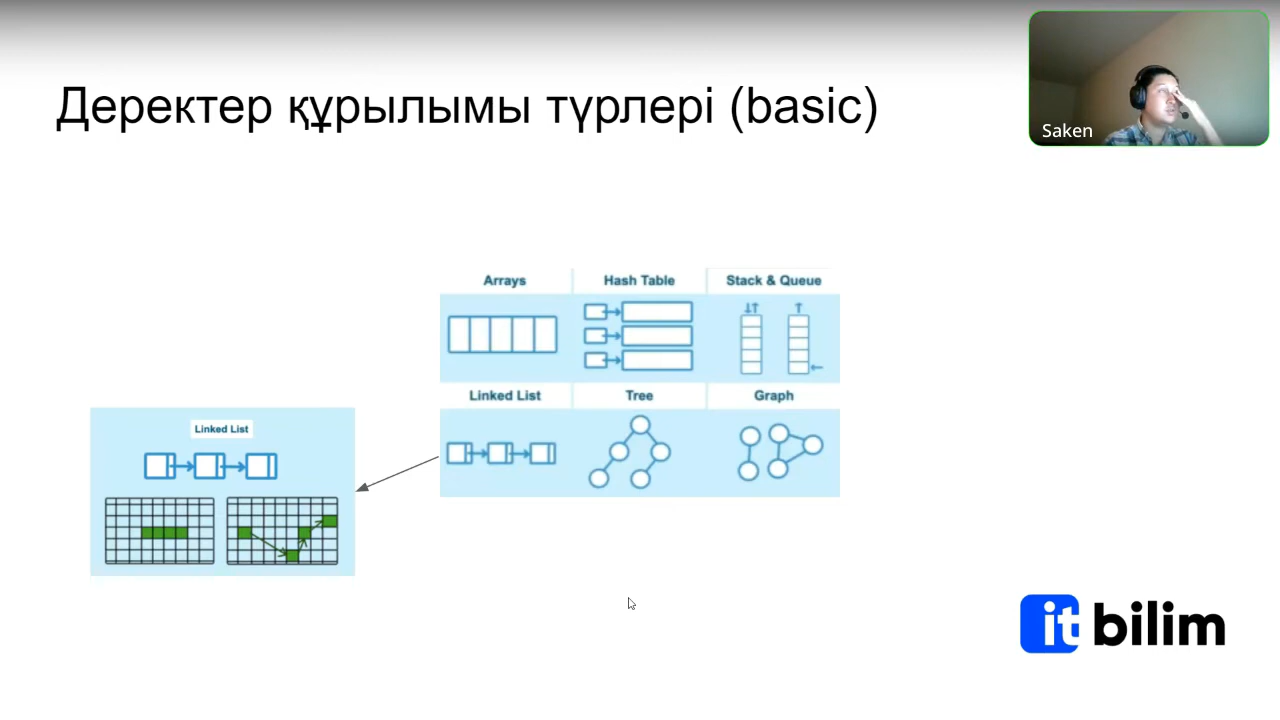 Деректер құрылымы түрлері (basic)
Saken
Arrays
Hash Table
Stack & Queue
Linked List
Tree
Graph
Linked List
it bilim